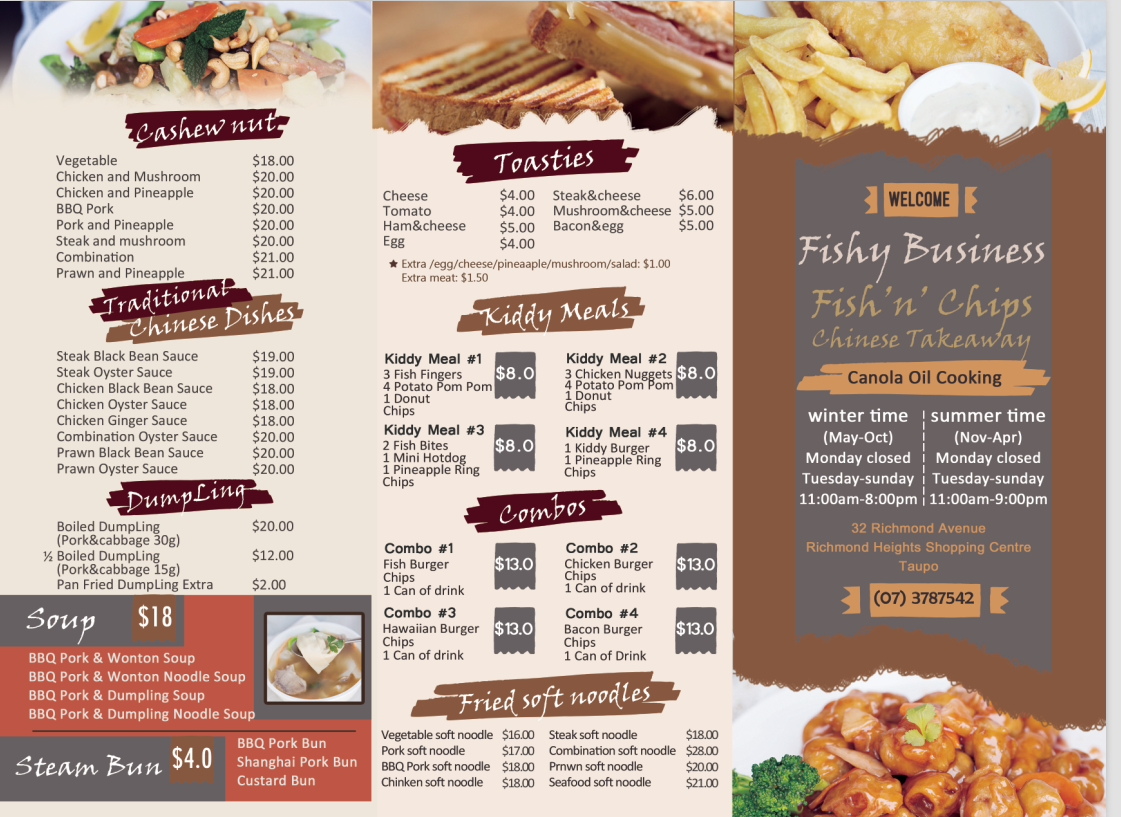 Cashew nut
Vegetable $18.00
Chicken and Mushroom $20.00
Chicken and Pineapple $20.00
BBQ Pork $20.00
Pork and Pineapple $20.00
Steak and mushroom $20.00
Combination $21.00
Prawn and Pineapple $21.00
Traditional
Chinese Dishes
Steak Black Bean Sauce $19.00
Steak Oyster Sauce $19.00
Chicken Black Bean Sauce $18.00
Chicken Oyster Sauce $18.00
Chicken Ginger Sauce $18.00
Combination Oyster Sauce $20.00
Prawn Black Bean Sauce $20.00
Prawn Oyster Sauce $20.00
DumpLing
Boiled DumpLing $20.00
(Pork&cabbage 30g)
½ Boiled DumpLing $12.00
(Pork&cabbage 15g)
Pan Fried DumpLing Extra $2.00
Soup $18
BBQ Pork & Wonton Soup
BBQ Pork & Wonton Noodle Soup
BBQ Pork & Dumpling Soup
BBQ Pork & Dumpling Noodle Soup
Steam Bun $4.0
BBQ Pork Bun
Shanghai Pork Bun
Custard Bun
Toasties
Cheese $4.00 Steak&cheese $6.00
Tomato $4.00 Mushroom&cheese $5.00
Ham&cheese $5.00 Bacon&egg $5.00
Egg $4.00
★ Extra /egg/cheese/pineaaple/mushroom/salad: $1.00
Extra meat: $1.50
Kiddy Meals
Kiddy Meal #1
3 Fish Fingers
4 Potato Pom Pom
1 Donut
Chips
$8.0
Kiddy Meal #2
3 Chicken Nuggets
4 Potato Pom Pom
1 Donut
Chips
$8.0
Kiddy Meal #3
2 Fish Bites
1 Mini Hotdog
1 Pineapple Ring
Chips
$8.0
Kiddy Meal #4
1 Kiddy Burger
1 Pineapple Ring
Chips
$8.0
Combos
Combo #1
Fish Burger
Chips
1 Can of drink
$13.0
Combo #2
Chicken Burger
Chips
1 Can of drink
$13.0
Combo #3
Hawaiian Burger
Chips
1 Can of drink
$13.0
Combo #4
Bacon Burger
Chips
1 Can of Drink
$13.0
Fried soft noodles
Vegetable soft noodle $16.00 Steak soft noodle $18.00
Pork soft noodle $17.00 Combination soft noodle $28.00
BBQ Pork soft noodle $18.00 Prnwn soft noodle $20.00
Chinken soft noodle $18.00 Seafood soft noodle $21.00
WELCOME
Fishy Business
Fish'n' Chips
Chinese Takeaway
Canola Oil Cooking
winter time
(May-Oct)
Monday closed
Tuesday-sunday
11:00am-8:00pm
summer time
(Nov-Apr)
Monday closed
Tuesday-sunday
11:00am-9:00pm
32 Richmond Avenue
Richmond Heights Shopping Centre
Taupo
(07) 3787542